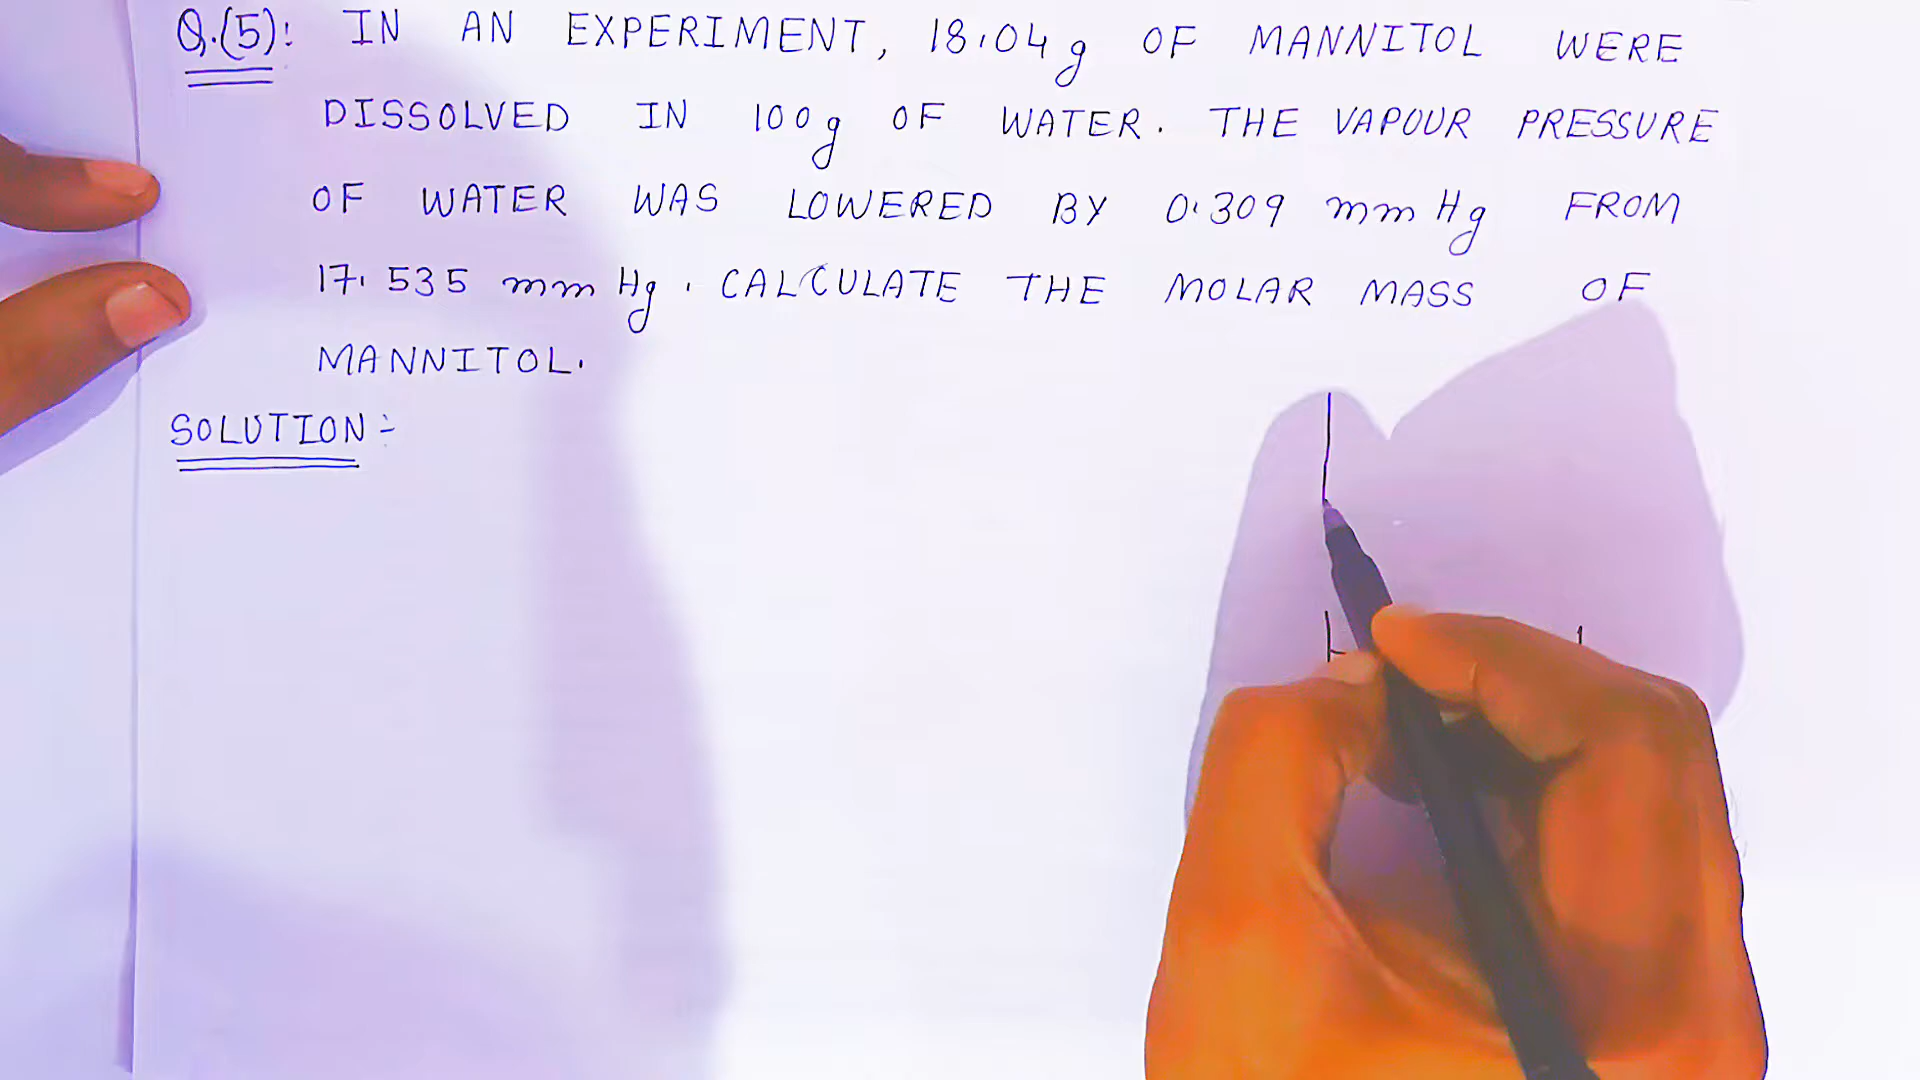 Q.(5): IN AN EXPERIMENT, 18.04 g OF MANNITOL WERE
DISSOLVED IN 100 g OF WATER. THE VAPOUR PRESSURE
OF WATER WAS LOWERED BY 0.309 mm Hg FROM
17.535 mm Hg. CALCULATE THE MOLAR MASS OF
MANNITOL.
SOLUTION :-